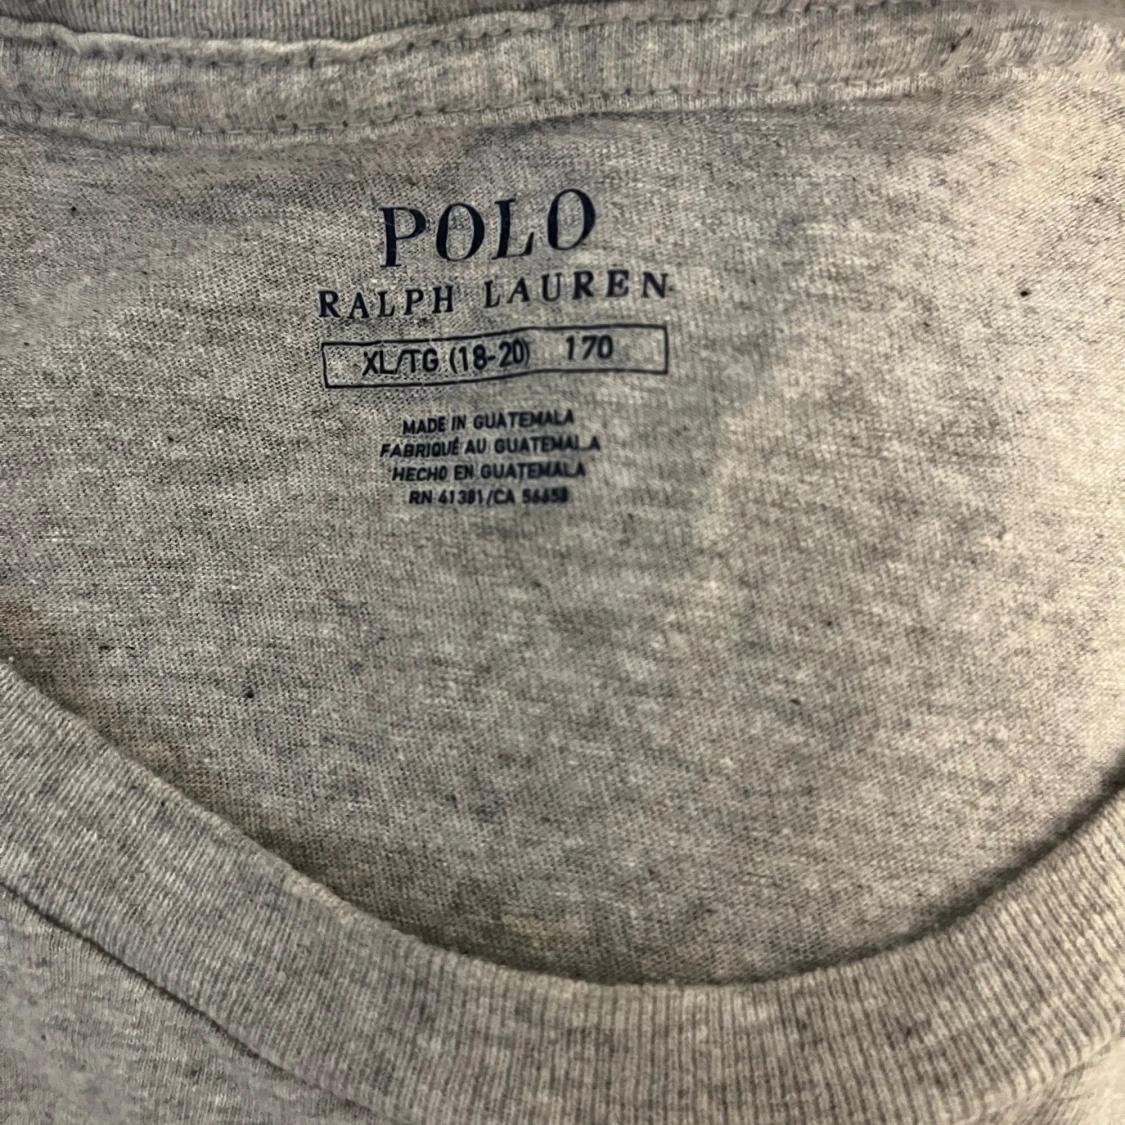 POLO
RALPH LAUREN
XL/TG (18-20) 170
MADE IN GUATEMALA
FABRIQUÉ AU GUATEMALA
HECHO EN GUATEMALA
RN 41381/CA 56658